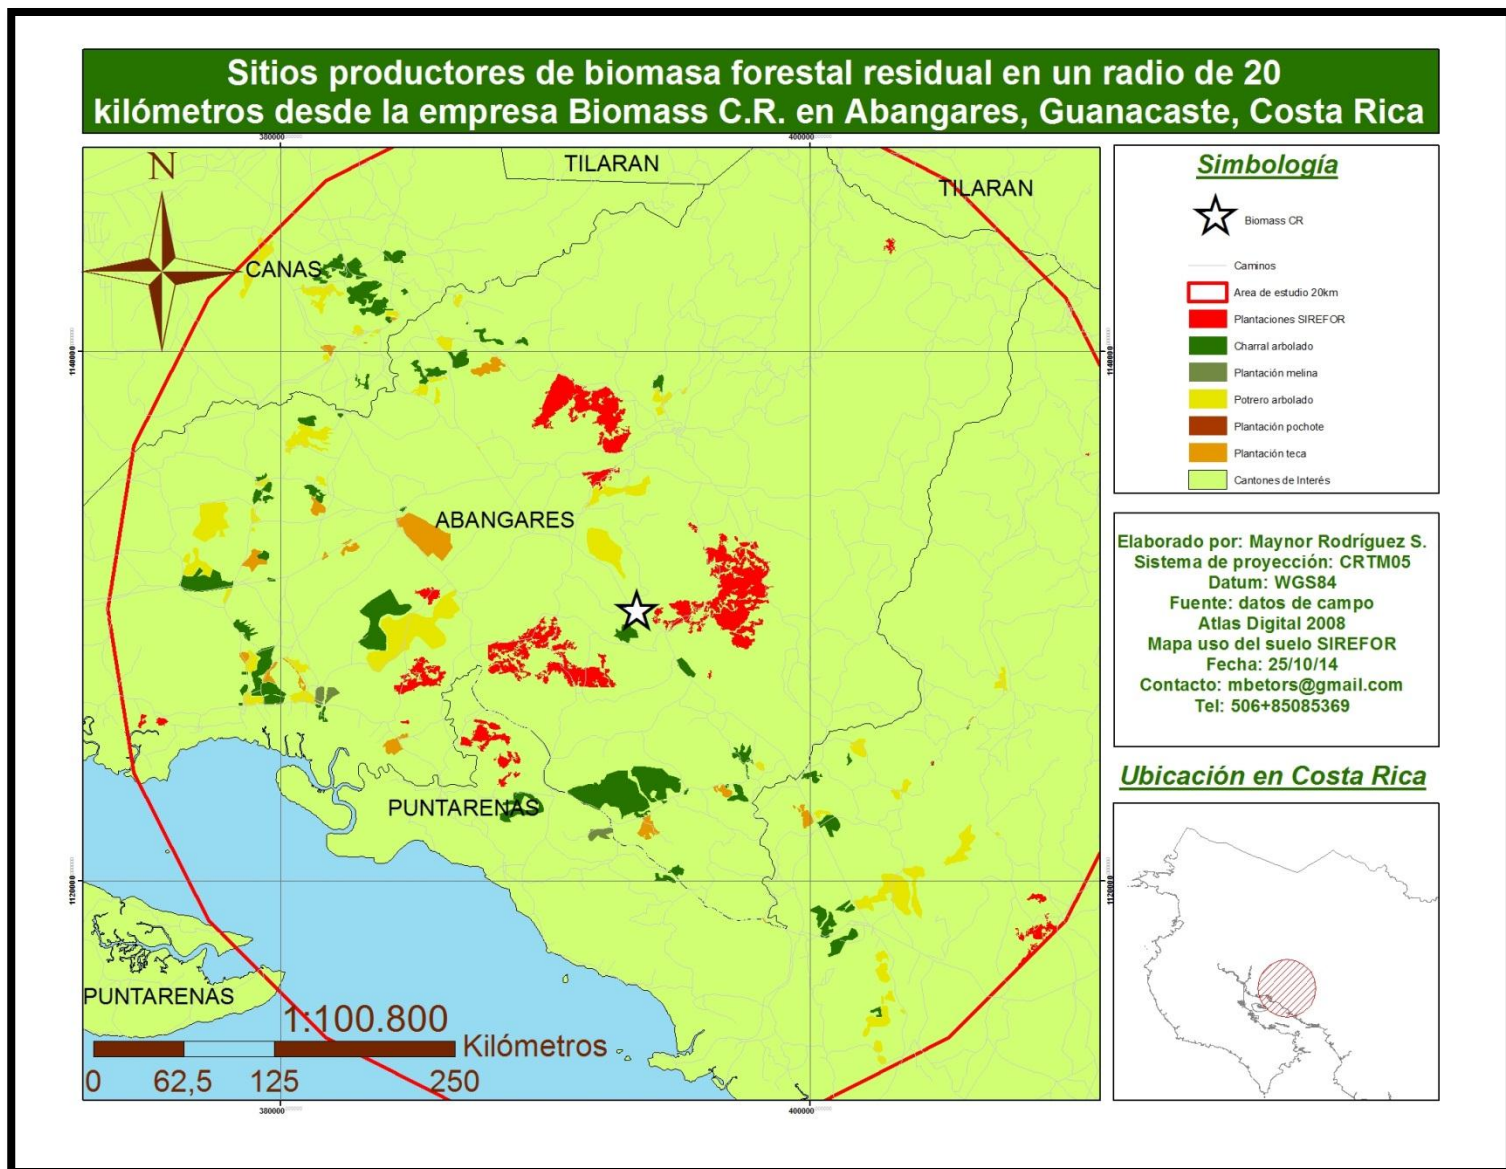 Sitios productores de biomasa forestal residual en un radio de 20
kilómetros desde la empresa Biomass C.R. en Abangares, Guanacaste, Costa Rica
380000
400000
N
TILARAN
TILARAN
CANAS
ABANGARES
PUNTARENAS
PUNTARENAS
1140000
1140000
1120000
1120000
1:100.800
Kilómetros
0 62,5 125 250
380000
400000
Simbología
Biomass CR
Caminos
Area de estudio 20km
Plantaciones SIREFOR
Charral arbolado
Plantación melina
Potrero arbolado
Plantación pochote
Plantación teca
Cantones de Interés
Elaborado por: Maynor Rodríguez S.
Sistema de proyección: CRTM05
Datum: WGS84
Fuente: datos de campo
Atlas Digital 2008
Mapa uso del suelo SIREFOR
Fecha: 25/10/14
Contacto: mbetors@gmail.com
Tel: 506+85085369
Ubicación en Costa Rica